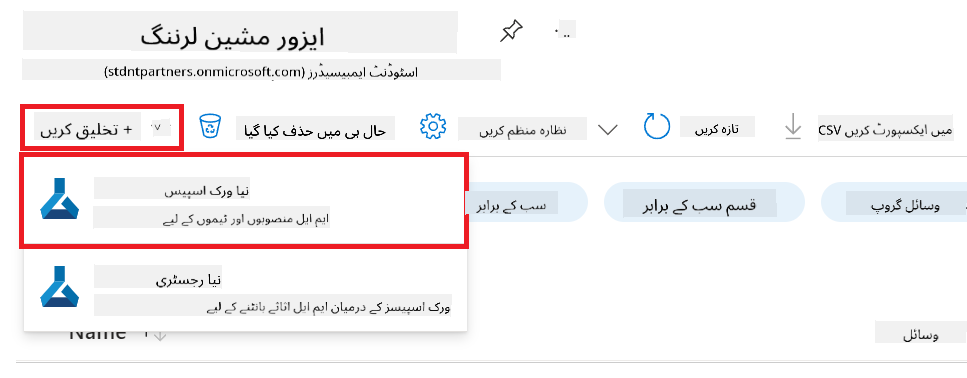 ایزور مشین لرننگ
اسٹوڈنٹ ایمبیسیڈرز (stdntpartners.onmicrosoft.com)
+ تخلیق کریں
حال ہی میں حذف کیا گیا
نظارہ منظم کریں
تازہ کریں
CSV میں ایکسپورٹ کریں
نیا ورک اسپیس
ایم ایل منصوبوں اور ٹیموں کے لیے
سب کے برابر
قسم سب کے برابر
وسائل گروپ
نیا رجسٹری
ورک اسپیسز کے درمیان ایم ایل اثاثے بانٹنے کے لیے
Name
وسائل